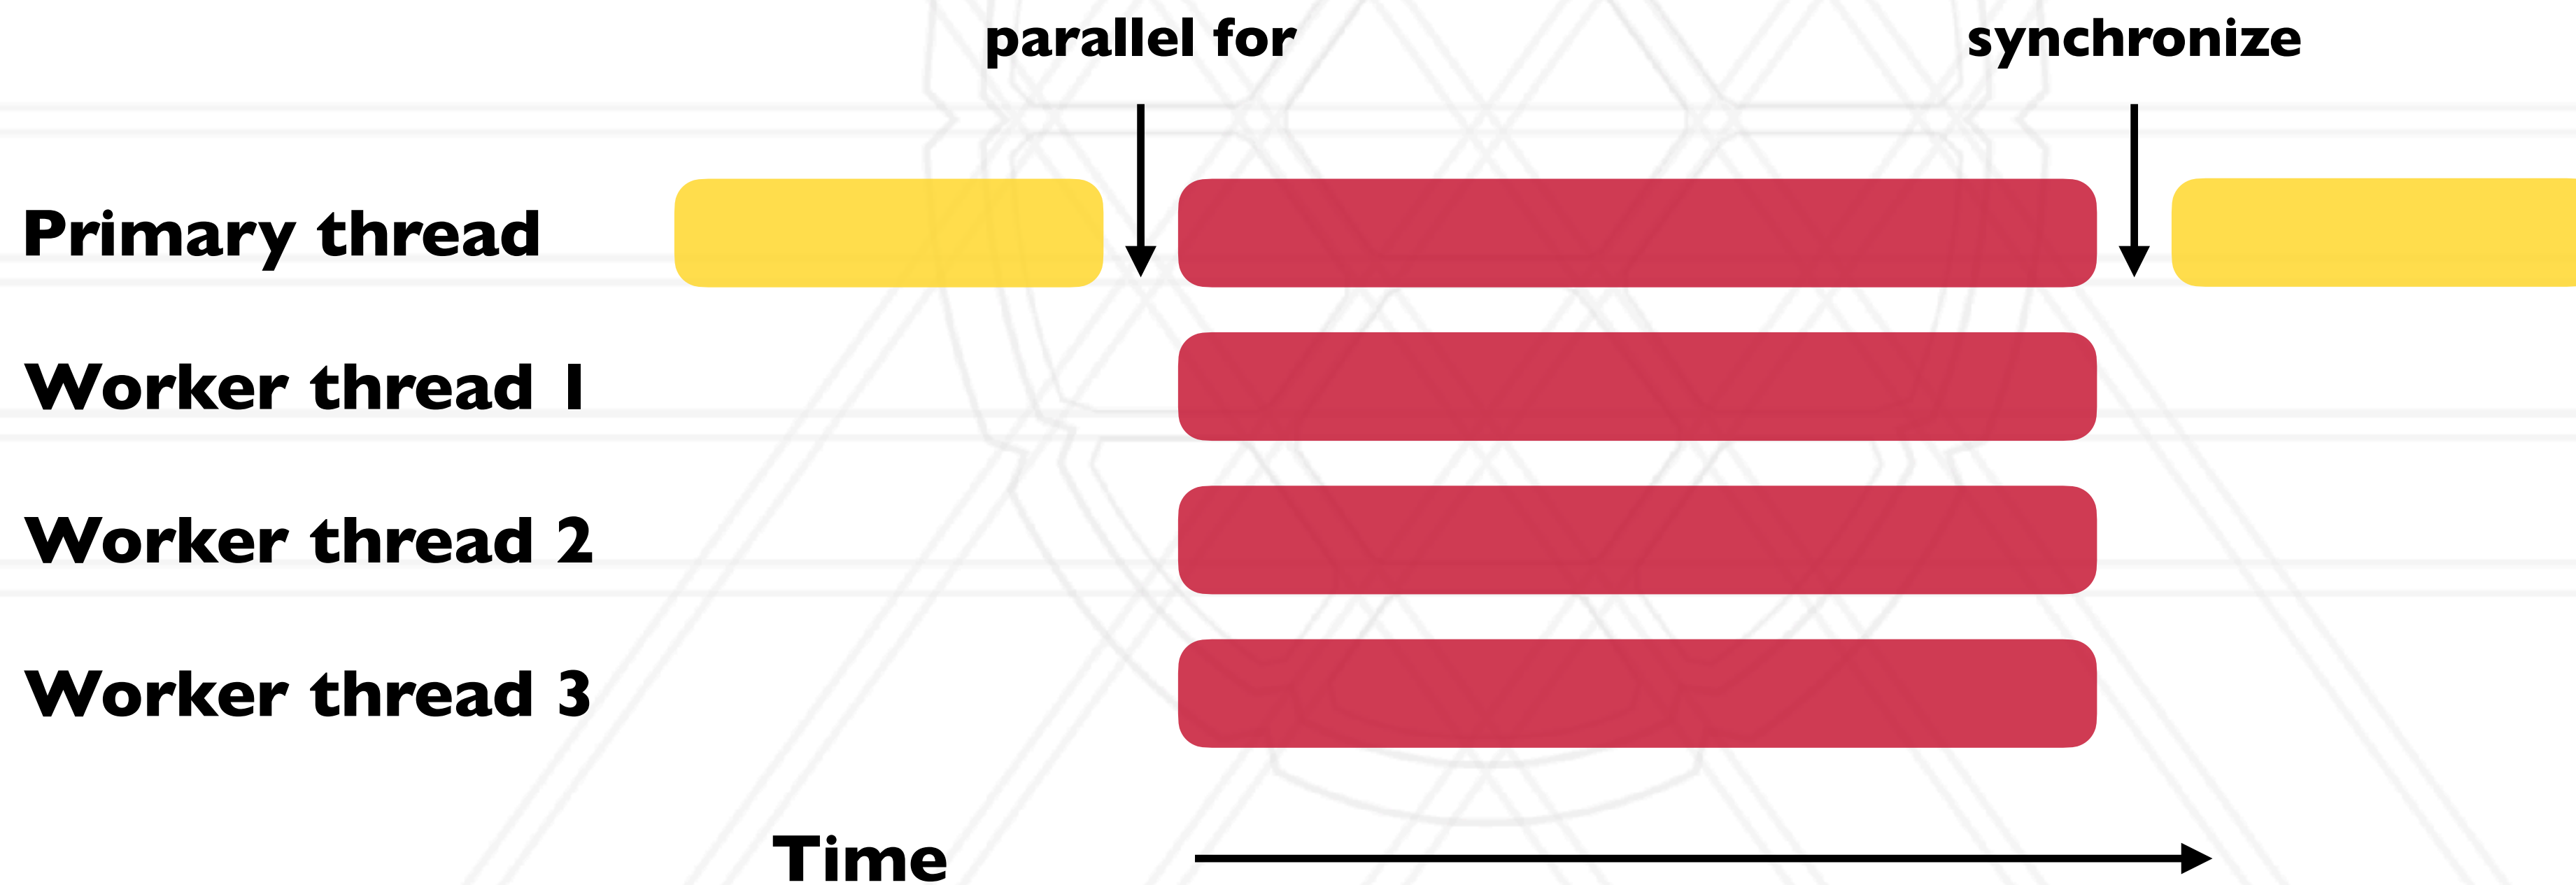 parallel for
synchronize
Primary thread
Worker thread 1
Worker thread 2
Worker thread 3
Time